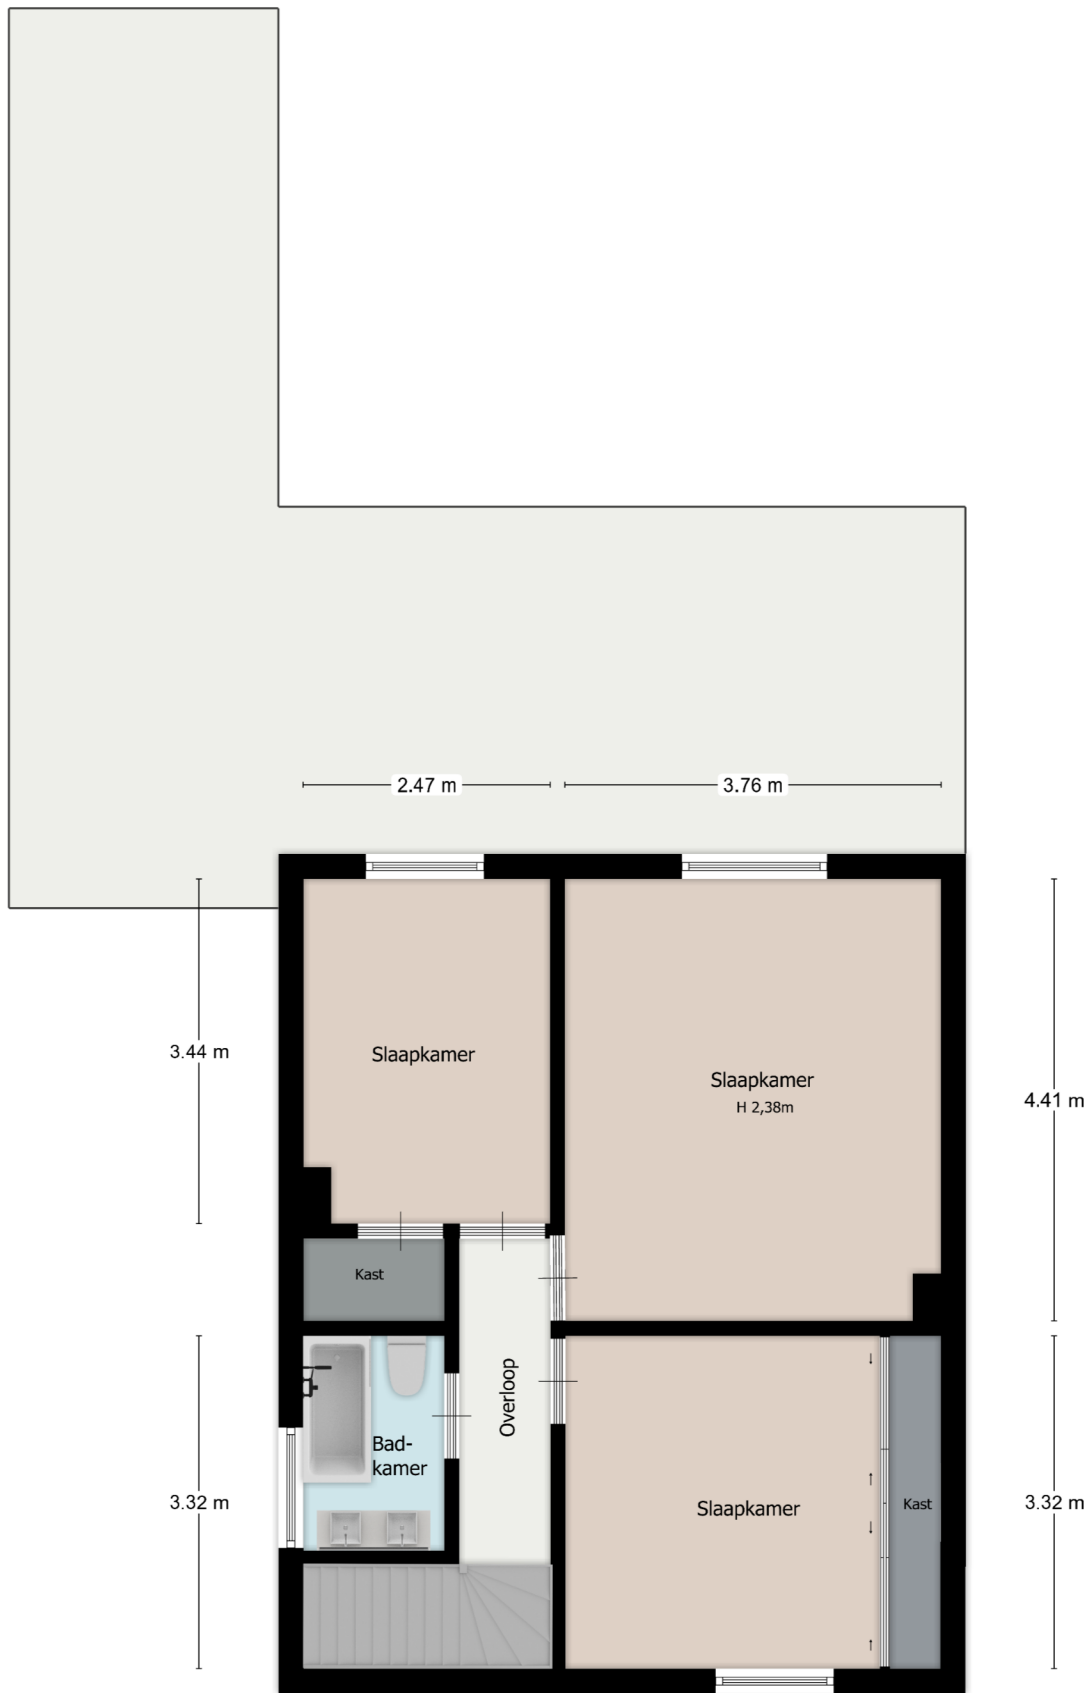 2.47 m
3.76 m
3.44 m
Slaapkamer
Slaapkamer
H 2,38m
4.41 m
Kast
Overloop
Bad-
kamer
3.32 m
Slaapkamer
Kast
3.32 m